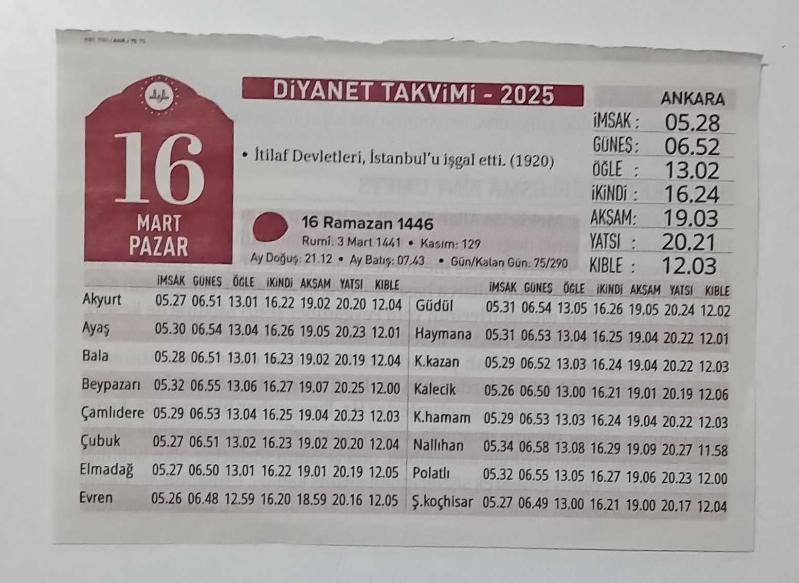 DİYANET TAKVİMİ - 2025
16
MART
PAZAR
• İtilaf Devletleri, İstanbul'u işgal etti. (1920)
16 Ramazan 1446
Rumî: 3 Mart 1441 • Kasım: 129
Ay Doğuş: 21.12 • Ay Batış: 07.43 • Gün/Kalan Gün: 75/290
ANKARA
İMSAK : 05.28
GÜNEŞ : 06.52
ÖĞLE : 13.02
İKİNDİ : 16.24
AKŞAM: 19.03
YATSI : 20.21
KIBLE : 12.03
İMSAK GÜNEŞ ÖĞLE İKİNDİ AKŞAM YATSI KIBLE
Akyurt 05.27 06.51 13.01 16.22 19.02 20.20 12.04
Ayaş 05.30 06.54 13.04 16.26 19.05 20.23 12.01
Bala 05.28 06.51 13.01 16.23 19.02 20.19 12.04
Beypazarı 05.32 06.55 13.06 16.27 19.07 20.25 12.00
Çamlıdere 05.29 06.53 13.04 16.25 19.04 20.23 12.03
Çubuk 05.27 06.51 13.02 16.23 19.02 20.20 12.04
Elmadağ 05.27 06.50 13.01 16.22 19.01 20.19 12.05
Evren 05.26 06.48 12.59 16.20 18.59 20.16 12.05
İMSAK GÜNEŞ ÖĞLE İKİNDİ AKŞAM YATSI KIBLE
Güdül 05.31 06.54 13.05 16.26 19.05 20.24 12.02
Haymana 05.31 06.53 13.04 16.25 19.04 20.22 12.01
K.kazan 05.29 06.52 13.03 16.24 19.04 20.22 12.03
Kalecik 05.26 06.50 13.00 16.21 19.01 20.19 12.06
K.hamam 05.29 06.53 13.03 16.24 19.04 20.22 12.03
Nallıhan 05.34 06.58 13.08 16.29 19.09 20.27 11.58
Polatlı 05.32 06.55 13.05 16.27 19.06 20.23 12.00
Ş.koçhisar 05.27 06.49 13.00 16.21 19.00 20.17 12.04